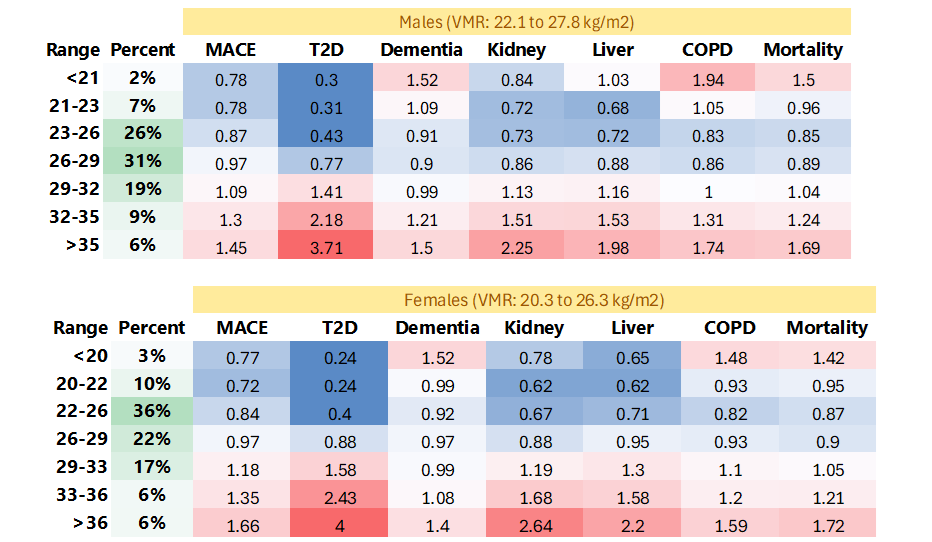 Males (VMR: 22.1 to 27.8 kg/m2)
Range Percent MACE T2D Dementia Kidney Liver COPD Mortality
<21 2% 0.78 0.3 1.52 0.84 1.03 1.94 1.5
21-23 7% 0.78 0.31 1.09 0.72 0.68 1.05 0.96
23-26 26% 0.87 0.43 0.91 0.73 0.72 0.83 0.85
26-29 31% 0.97 0.77 0.9 0.86 0.88 0.86 0.89
29-32 19% 1.09 1.41 0.99 1.13 1.16 1 1.04
32-35 9% 1.3 2.18 1.21 1.51 1.53 1.31 1.24
>35 6% 1.45 3.71 1.5 2.25 1.98 1.74 1.69
Females (VMR: 20.3 to 26.3 kg/m2)
Range Percent MACE T2D Dementia Kidney Liver COPD Mortality
<20 3% 0.77 0.24 1.52 0.78 0.65 1.48 1.42
20-22 10% 0.72 0.24 0.99 0.62 0.62 0.93 0.95
22-26 36% 0.84 0.4 0.92 0.67 0.71 0.82 0.87
26-29 22% 0.97 0.88 0.97 0.88 0.95 0.93 0.9
29-33 17% 1.18 1.58 0.99 1.19 1.3 1.1 1.05
33-36 6% 1.35 2.43 1.08 1.68 1.58 1.2 1.21
>36 6% 1.66 4 1.4 2.64 2.2 1.59 1.72